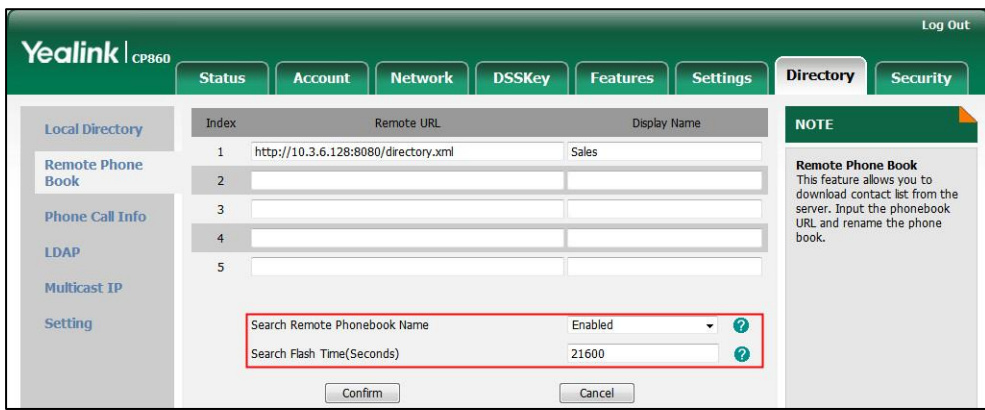 Log Out
Yealink CP860
Status Account Network DSSKey Features Settings Directory Security
Local Directory
Remote Phone
Book
Phone Call Info
LDAP
Multicast IP
Setting
Index Remote URL Display Name
1 http://10.3.6.128:8080/directory.xml Sales
2
3
4
5
Search Remote Phonebook Name Enabled ?
Search Flash Time(Seconds) 21600 ?
Confirm Cancel
NOTE
Remote Phone Book
This feature allows you to
download contact list from the
server. Input the phonebook
URL and rename the phone
book.